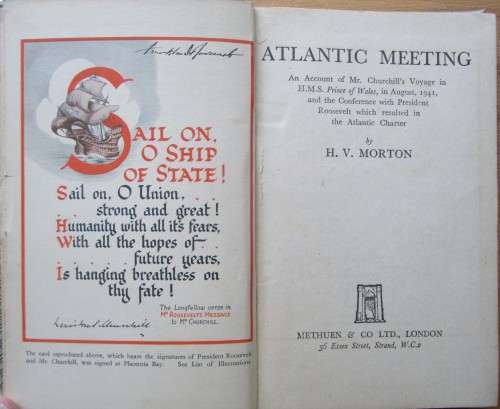 Franklin D Roosevelt
SAIL ON,
O SHIP
OF STATE!
Sail on, O Union,...
.. strong and great!
Humanity with all it's fears,
With all the hopes of-
...... future years,
Is hanging breathless on
thy fate!
The Longfellow verse in
Mr ROOSEVELTS MESSAGE
to Mr CHURCHILL.
Winston S. Churchill
The card reproduced above, which bears the signatures of President Roosevelt
and Mr. Churchill, was signed at Placentia Bay. See List of Illustrations
ATLANTIC MEETING
An Account of Mr. Churchill's Voyage in
H.M.S. Prince of Wales, in August, 1941,
and the Conference with President
Roosevelt which resulted in
the Atlantic Charter
by
H. V. MORTON
METHUEN & CO LTD., LONDON
36 Essex Street, Strand, W.C.2